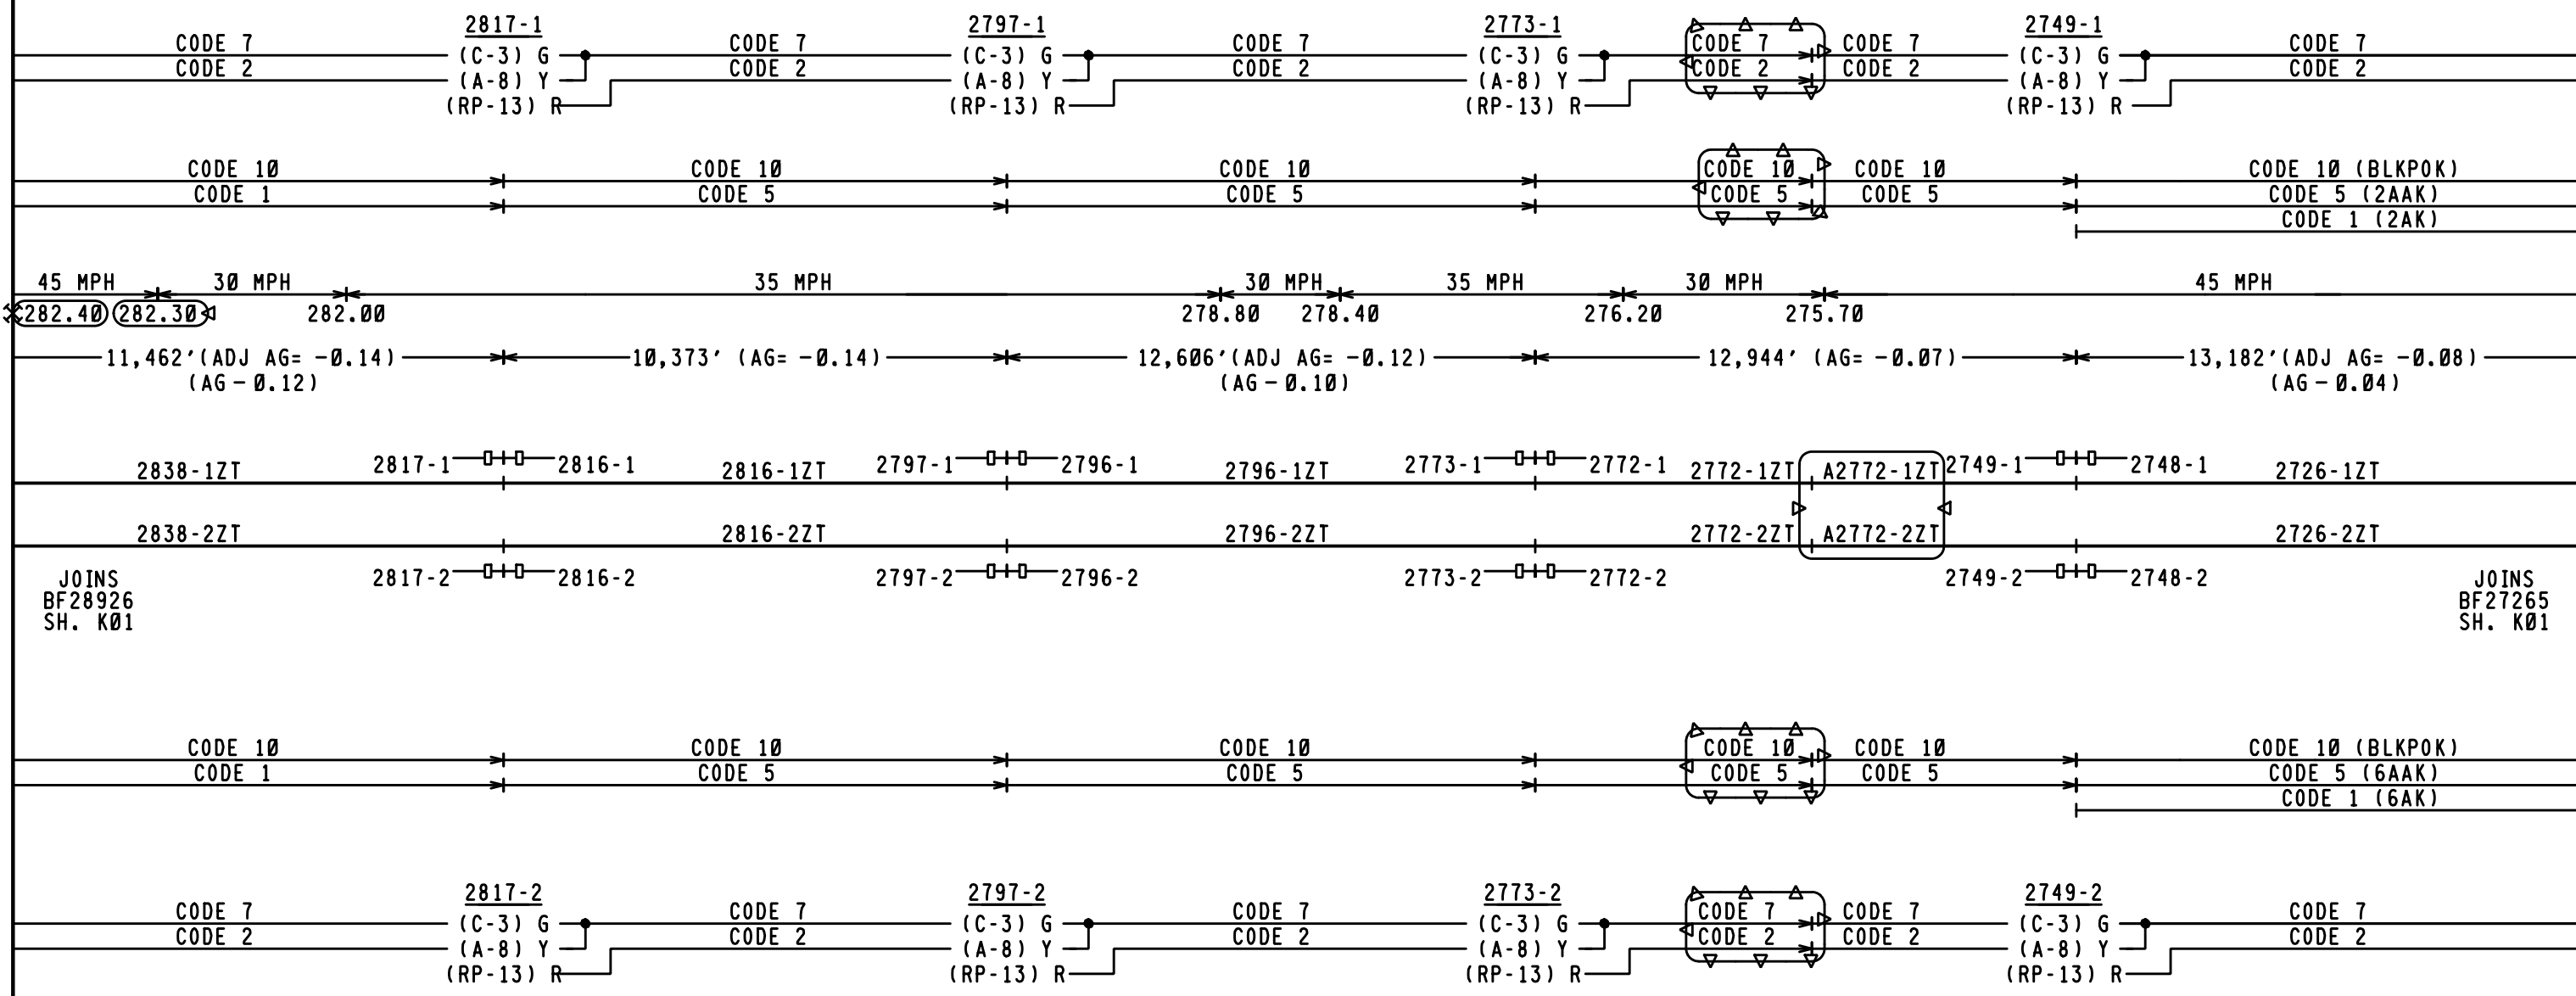 2817-1 2797-1 2773-1 2749-1
CODE 7 (C-3) G CODE 7 (C-3) G CODE 7 (C-3) G CODE 7 CODE 7 (C-3) G CODE 7
CODE 2 (A-8) Y CODE 2 (A-8) Y CODE 2 (A-8) Y CODE 2 CODE 2 (A-8) Y CODE 2
(RP-13) R (RP-13) R (RP-13) R (RP-13) R
CODE 10 CODE 10 CODE 10 CODE 10 CODE 10 CODE 10 (BLKPOK)
CODE 1 CODE 5 CODE 5 CODE 5 CODE 5 CODE 5 (2AAK)
CODE 1 (2AK)
45 MPH 30 MPH 35 MPH 30 MPH 35 MPH 30 MPH 45 MPH
282.40 282.30 282.00 278.80 278.40 276.20 275.70
11,462'(ADJ AG= -0.14) 10,373' (AG= -0.14) 12,606'(ADJ AG= -0.12) 12,944' (AG= -0.07) 13,182'(ADJ AG= -0.08)
(AG-0.12) (AG-0.10) (AG-0.04)
2817-1 2816-1 2797-1 2796-1 2773-1 2772-1 2749-1 2748-1
2838-1ZT 2816-1ZT 2796-1ZT 2772-1ZT A2772-1ZT 2726-1ZT
2838-2ZT 2816-2ZT 2796-2ZT 2772-2ZT A2772-2ZT 2726-2ZT
2817-2 2816-2 2797-2 2796-2 2773-2 2772-2 2749-2 2748-2
JOINS JOINS
BF28926 BF27265
SH. K01 SH. K01
CODE 10 CODE 10 CODE 10 CODE 10 CODE 10 CODE 10 (BLKPOK)
CODE 1 CODE 5 CODE 5 CODE 5 CODE 5 CODE 5 (6AAK)
CODE 1 (6AK)
2817-2 2797-2 2773-2 2749-2
CODE 7 (C-3) G CODE 7 (C-3) G CODE 7 (C-3) G CODE 7 CODE 7 (C-3) G CODE 7
CODE 2 (A-8) Y CODE 2 (A-8) Y CODE 2 (A-8) Y CODE 2 CODE 2 (A-8) Y CODE 2
(RP-13) R (RP-13) R (RP-13) R (RP-13) R